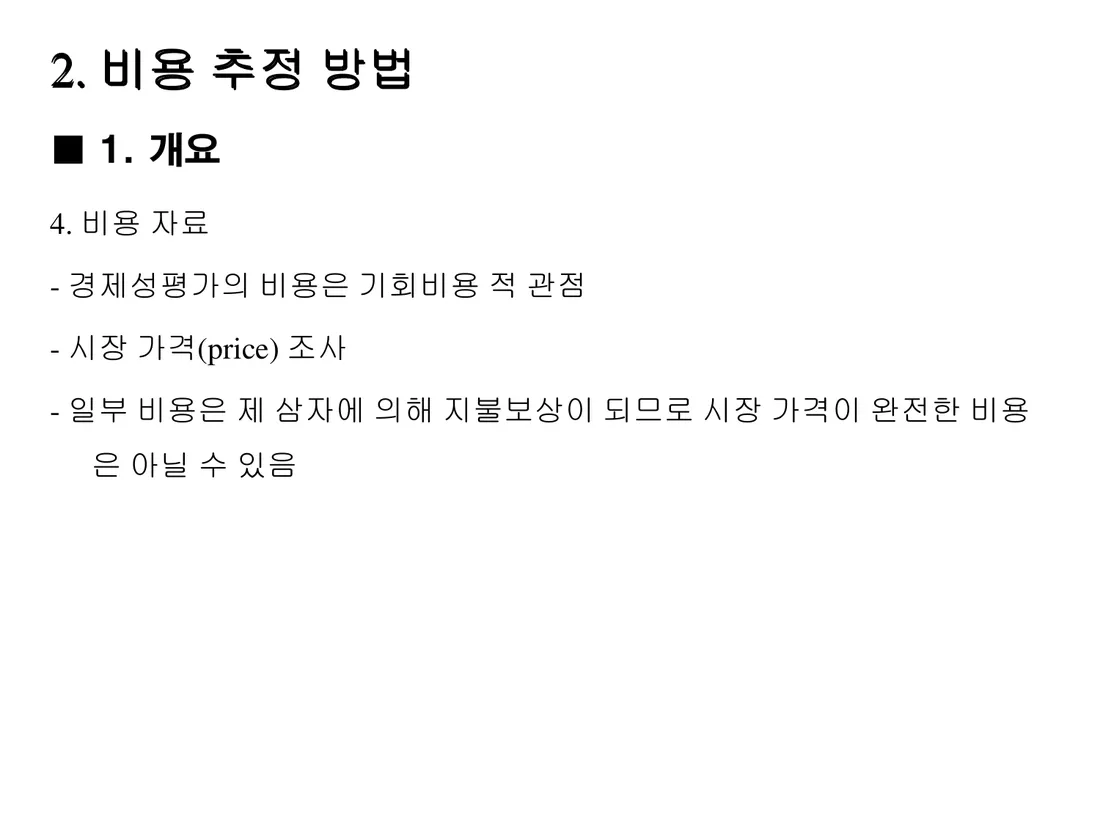 2. 비용 추정 방법
■ 1. 개요
4. 비용 자료
- 경제성평가의 비용은 기회비용 적 관점
- 시장 가격(price) 조사
- 일부 비용은 제 삼자에 의해 지불보상이 되므로 시장 가격이 완전한 비용
은 아닐 수 있음